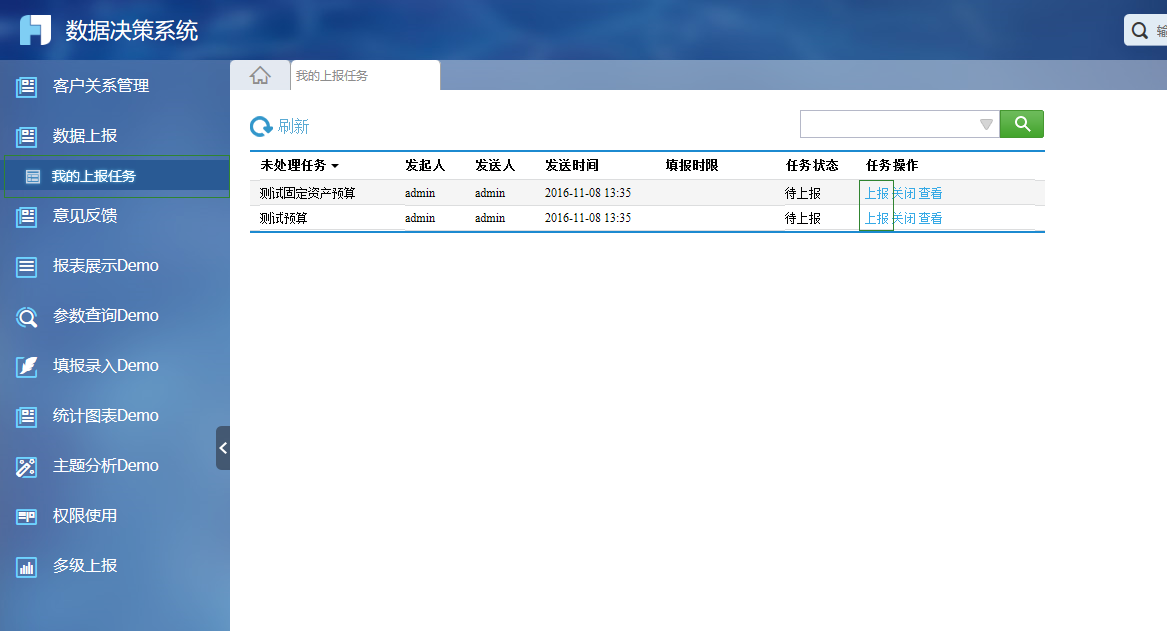 数据决策系统
输
客户关系管理
数据上报
我的上报任务
意见反馈
报表展示Demo
参数查询Demo
填报录入Demo
统计图表Demo
主题分析Demo
权限使用
多级上报
我的上报任务
刷新
未处理任务 发起人 发送人 发送时间 填报时限 任务状态 任务操作
测试固定资产预算 admin admin 2016-11-08 13:35 待上报 上报 关闭 查看
测试预算 admin admin 2016-11-08 13:35 待上报 上报 关闭 查看